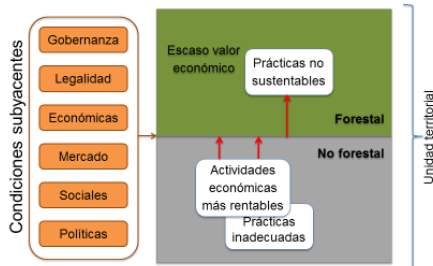 Condiciones subyacentes
Gobernanza
Legalidad
Económicas
Mercado
Sociales
Políticas
Escaso valor
económico
Prácticas no
sustentables
Forestal
No forestal
Actividades
económicas
más rentables
Prácticas
inadecuadas
Unidad territorial